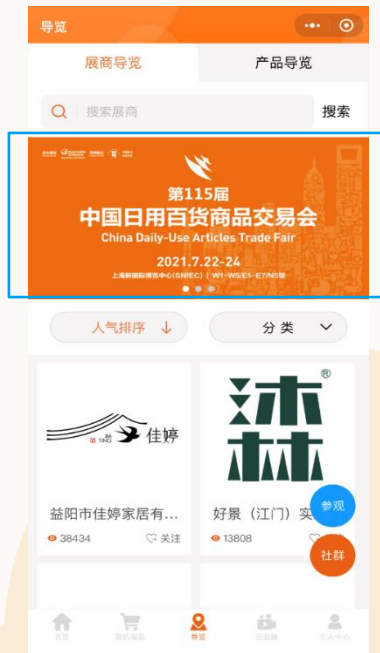 导览
展商导览
产品导览
搜索展商
搜索
第115届
中国日用百货商品交易会
China Daily-Use Articles Trade Fair
2021.7.22-24
上海新国际博览中心(SNIEC) | W1-W5/E1-E7/N5馆
人气排序 ↓
分类
佳婷
沐林
®
益阳市佳婷家居有...
好景（江门）实
38434
关注
13808
参观
社群
首页
导览
个人中心